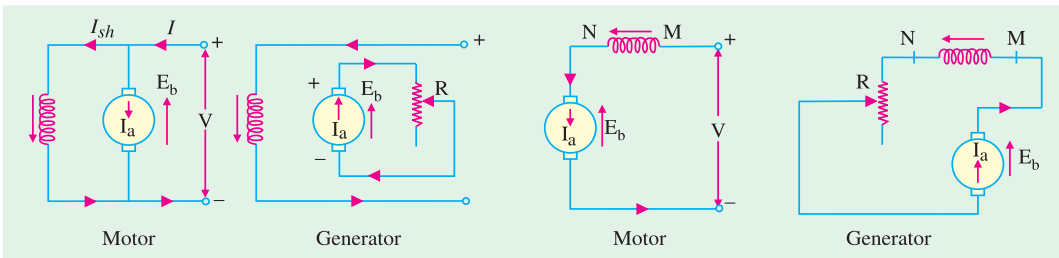 I_sh I +
E_b
I_a V
−
Motor
+
+ E_b R
I_a
−
Generator
N M +
I_a E_b V
−
Motor
N M
R
I_a E_b
Generator